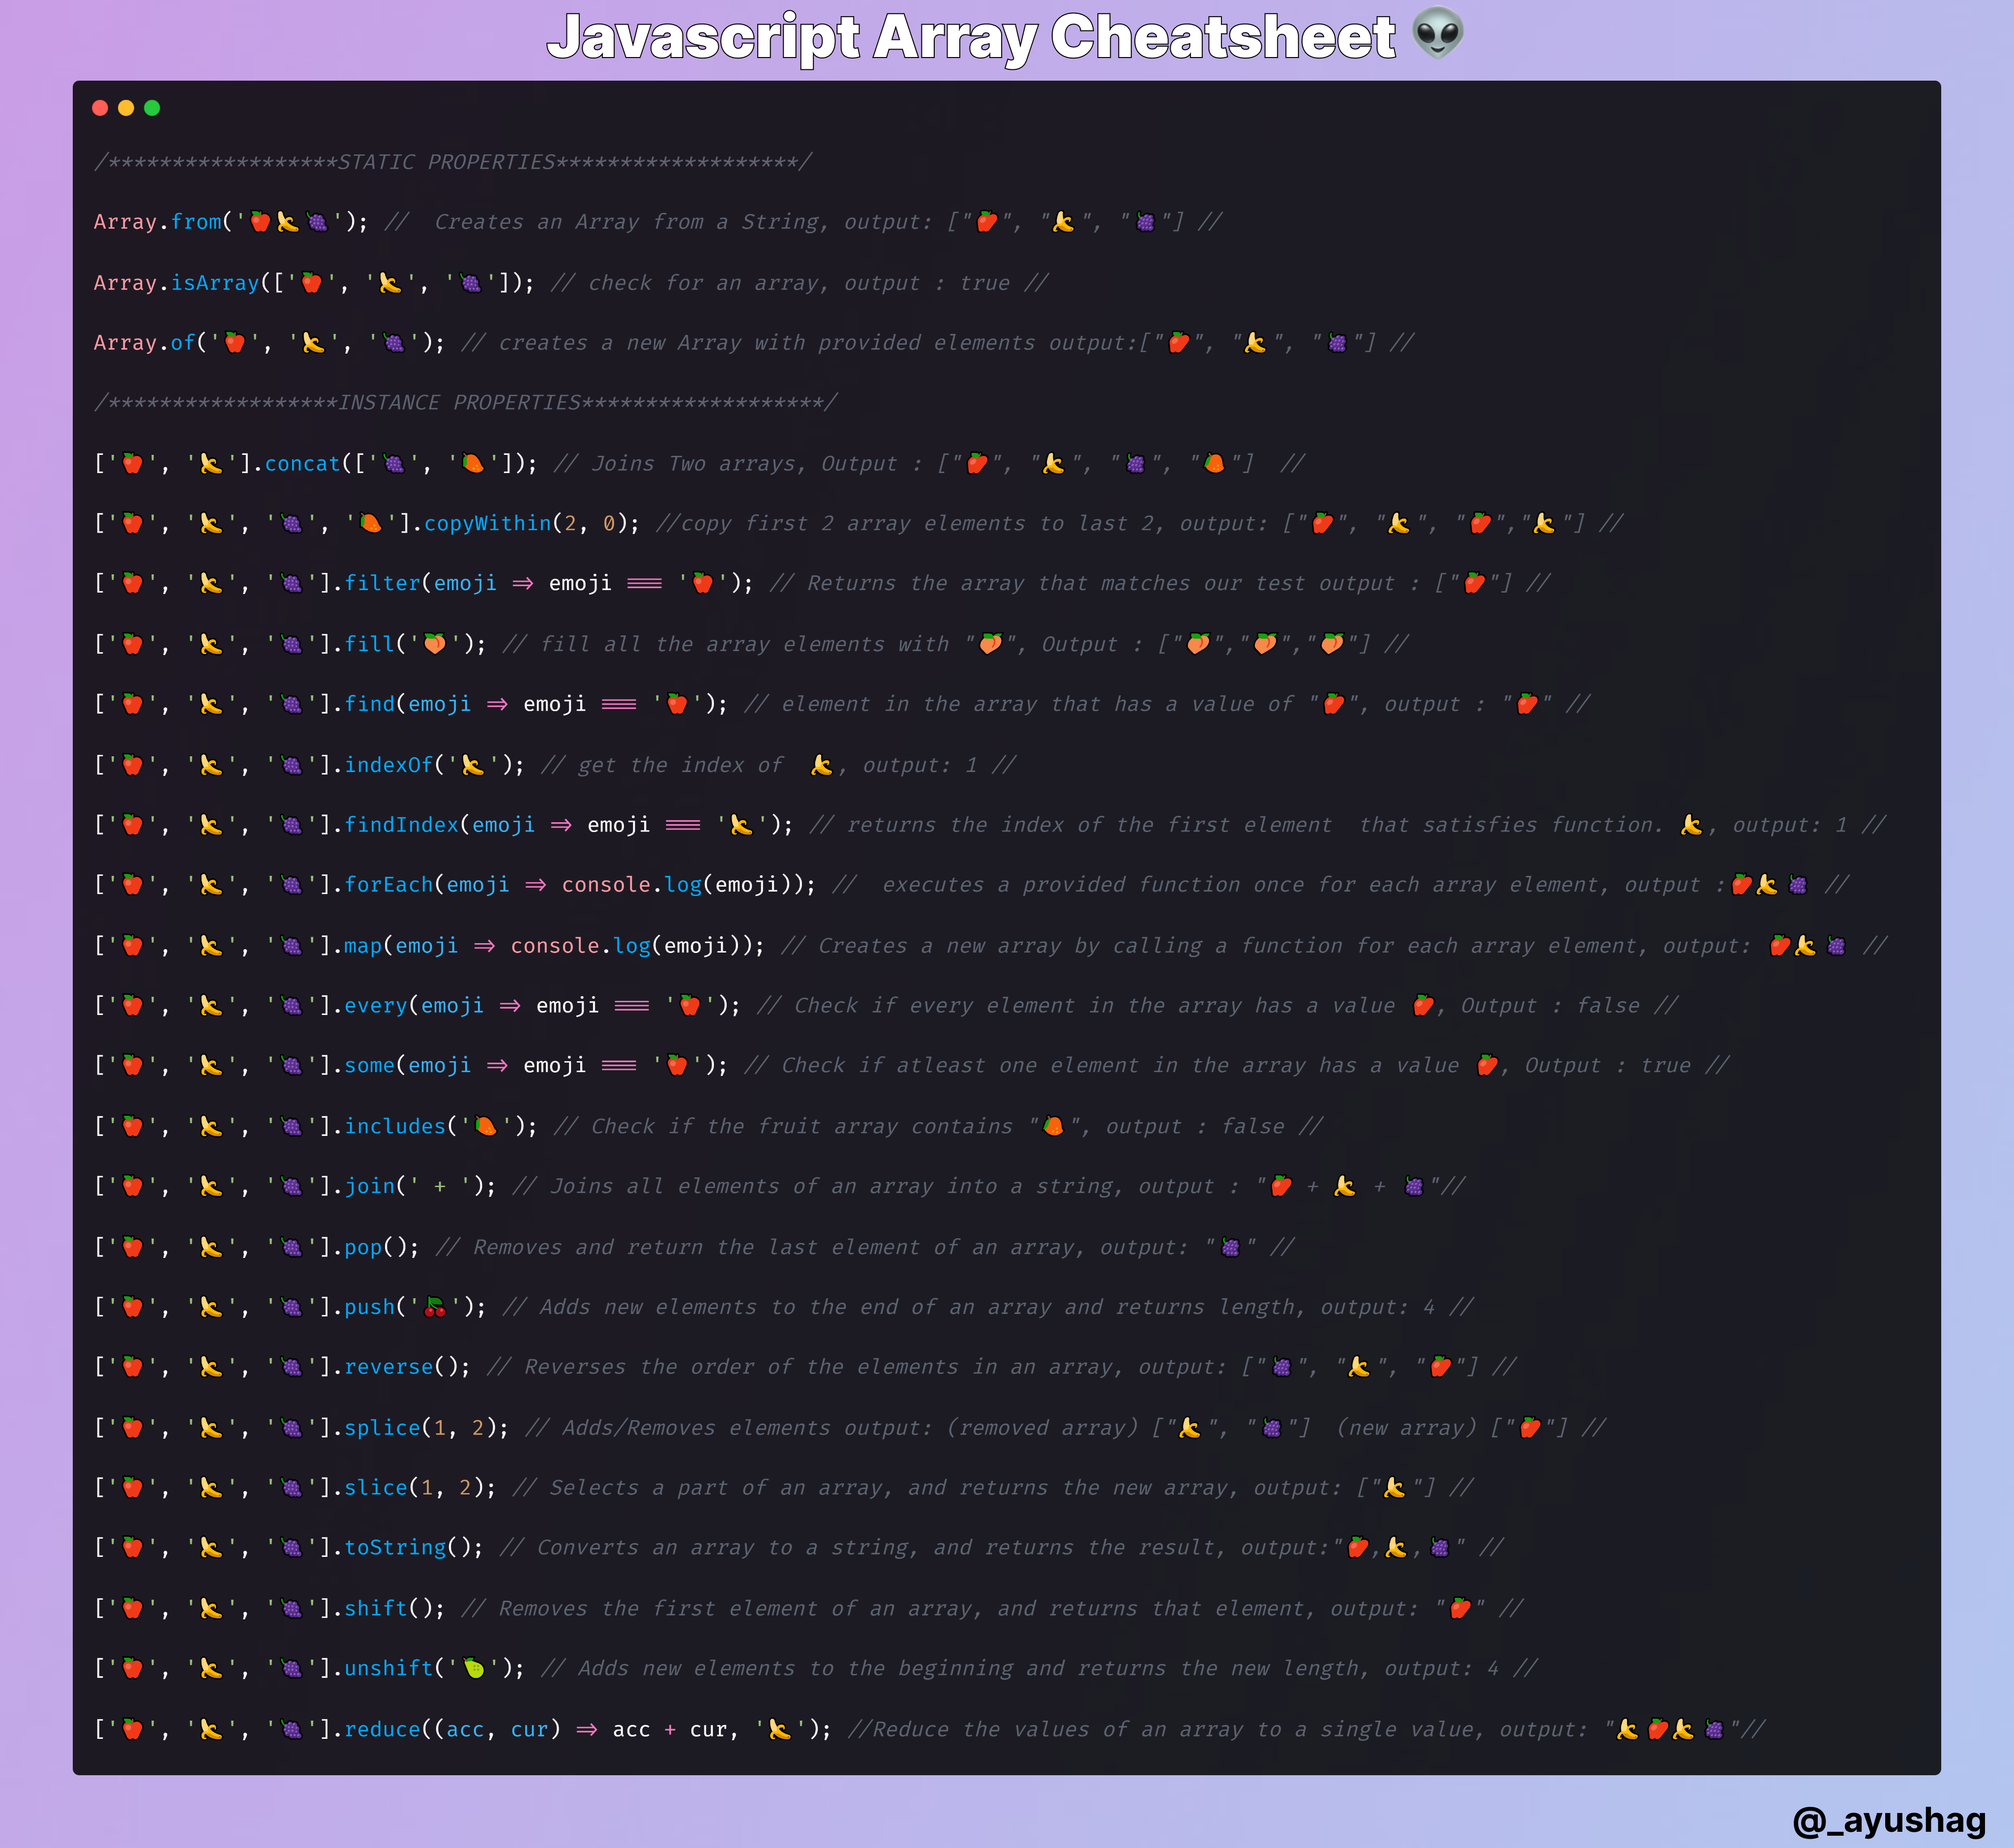 Javascript Array Cheatsheet 👽
/******************STATIC PROPERTIES*******************/
Array.from('🍎🍌🍇'); //  Creates an Array from a String, output: ["🍎", "🍌", "🍇"] //
Array.isArray(['🍎', '🍌', '🍇']); // check for an array, output : true //
Array.of('🍎', '🍌', '🍇'); // creates a new Array with provided elements output:["🍎", "🍌", "🍇"] //
/******************INSTANCE PROPERTIES*******************/
['🍎', '🍌'].concat(['🍇', '🥭']); // Joins Two arrays, Output : ["🍎", "🍌", "🍇", "🥭"]  //
['🍎', '🍌', '🍇', '🥭'].copyWithin(2, 0); //copy first 2 array elements to last 2, output: ["🍎", "🍌", "🍎","🍌"] //
['🍎', '🍌', '🍇'].filter(emoji => emoji === '🍎'); // Returns the array that matches our test output : ["🍎"] //
['🍎', '🍌', '🍇'].fill('🍑'); // fill all the array elements with "🍑", Output : ["🍑","🍑","🍑"] //
['🍎', '🍌', '🍇'].find(emoji => emoji === '🍎'); // element in the array that has a value of "🍎", output : "🍎" //
['🍎', '🍌', '🍇'].indexOf('🍌'); // get the index of  🍌, output: 1 //
['🍎', '🍌', '🍇'].findIndex(emoji => emoji === '🍌'); // returns the index of the first element  that satisfies function. 🍌, output: 1 //
['🍎', '🍌', '🍇'].forEach(emoji => console.log(emoji)); //  executes a provided function once for each array element, output :🍎🍌🍇 //
['🍎', '🍌', '🍇'].map(emoji => console.log(emoji)); // Creates a new array by calling a function for each array element, output: 🍎🍌🍇 //
['🍎', '🍌', '🍇'].every(emoji => emoji === '🍎'); // Check if every element in the array has a value 🍎, Output : false //
['🍎', '🍌', '🍇'].some(emoji => emoji === '🍎'); // Check if atleast one element in the array has a value 🍎, Output : true //
['🍎', '🍌', '🍇'].includes('🥭'); // Check if the fruit array contains "🥭", output : false //
['🍎', '🍌', '🍇'].join(' + '); // Joins all elements of an array into a string, output : "🍎 + 🍌 + 🍇"//
['🍎', '🍌', '🍇'].pop(); // Removes and return the last element of an array, output: "🍇" //
['🍎', '🍌', '🍇'].push('🍒'); // Adds new elements to the end of an array and returns length, output: 4 //
['🍎', '🍌', '🍇'].reverse(); // Reverses the order of the elements in an array, output: ["🍇", "🍌", "🍎"] //
['🍎', '🍌', '🍇'].splice(1, 2); // Adds/Removes elements output: (removed array) ["🍌", "🍇"]  (new array) ["🍎"] //
['🍎', '🍌', '🍇'].slice(1, 2); // Selects a part of an array, and returns the new array, output: ["🍌"] //
['🍎', '🍌', '🍇'].toString(); // Converts an array to a string, and returns the result, output:"🍎,🍌,🍇" //
['🍎', '🍌', '🍇'].shift(); // Removes the first element of an array, and returns that element, output: "🍎" //
['🍎', '🍌', '🍇'].unshift('🍐'); // Adds new elements to the beginning and returns the new length, output: 4 //
['🍎', '🍌', '🍇'].reduce((acc, cur) => acc + cur, '🍌'); //Reduce the values of an array to a single value, output: "🍌🍎🍌🍇"//
@_ayushag